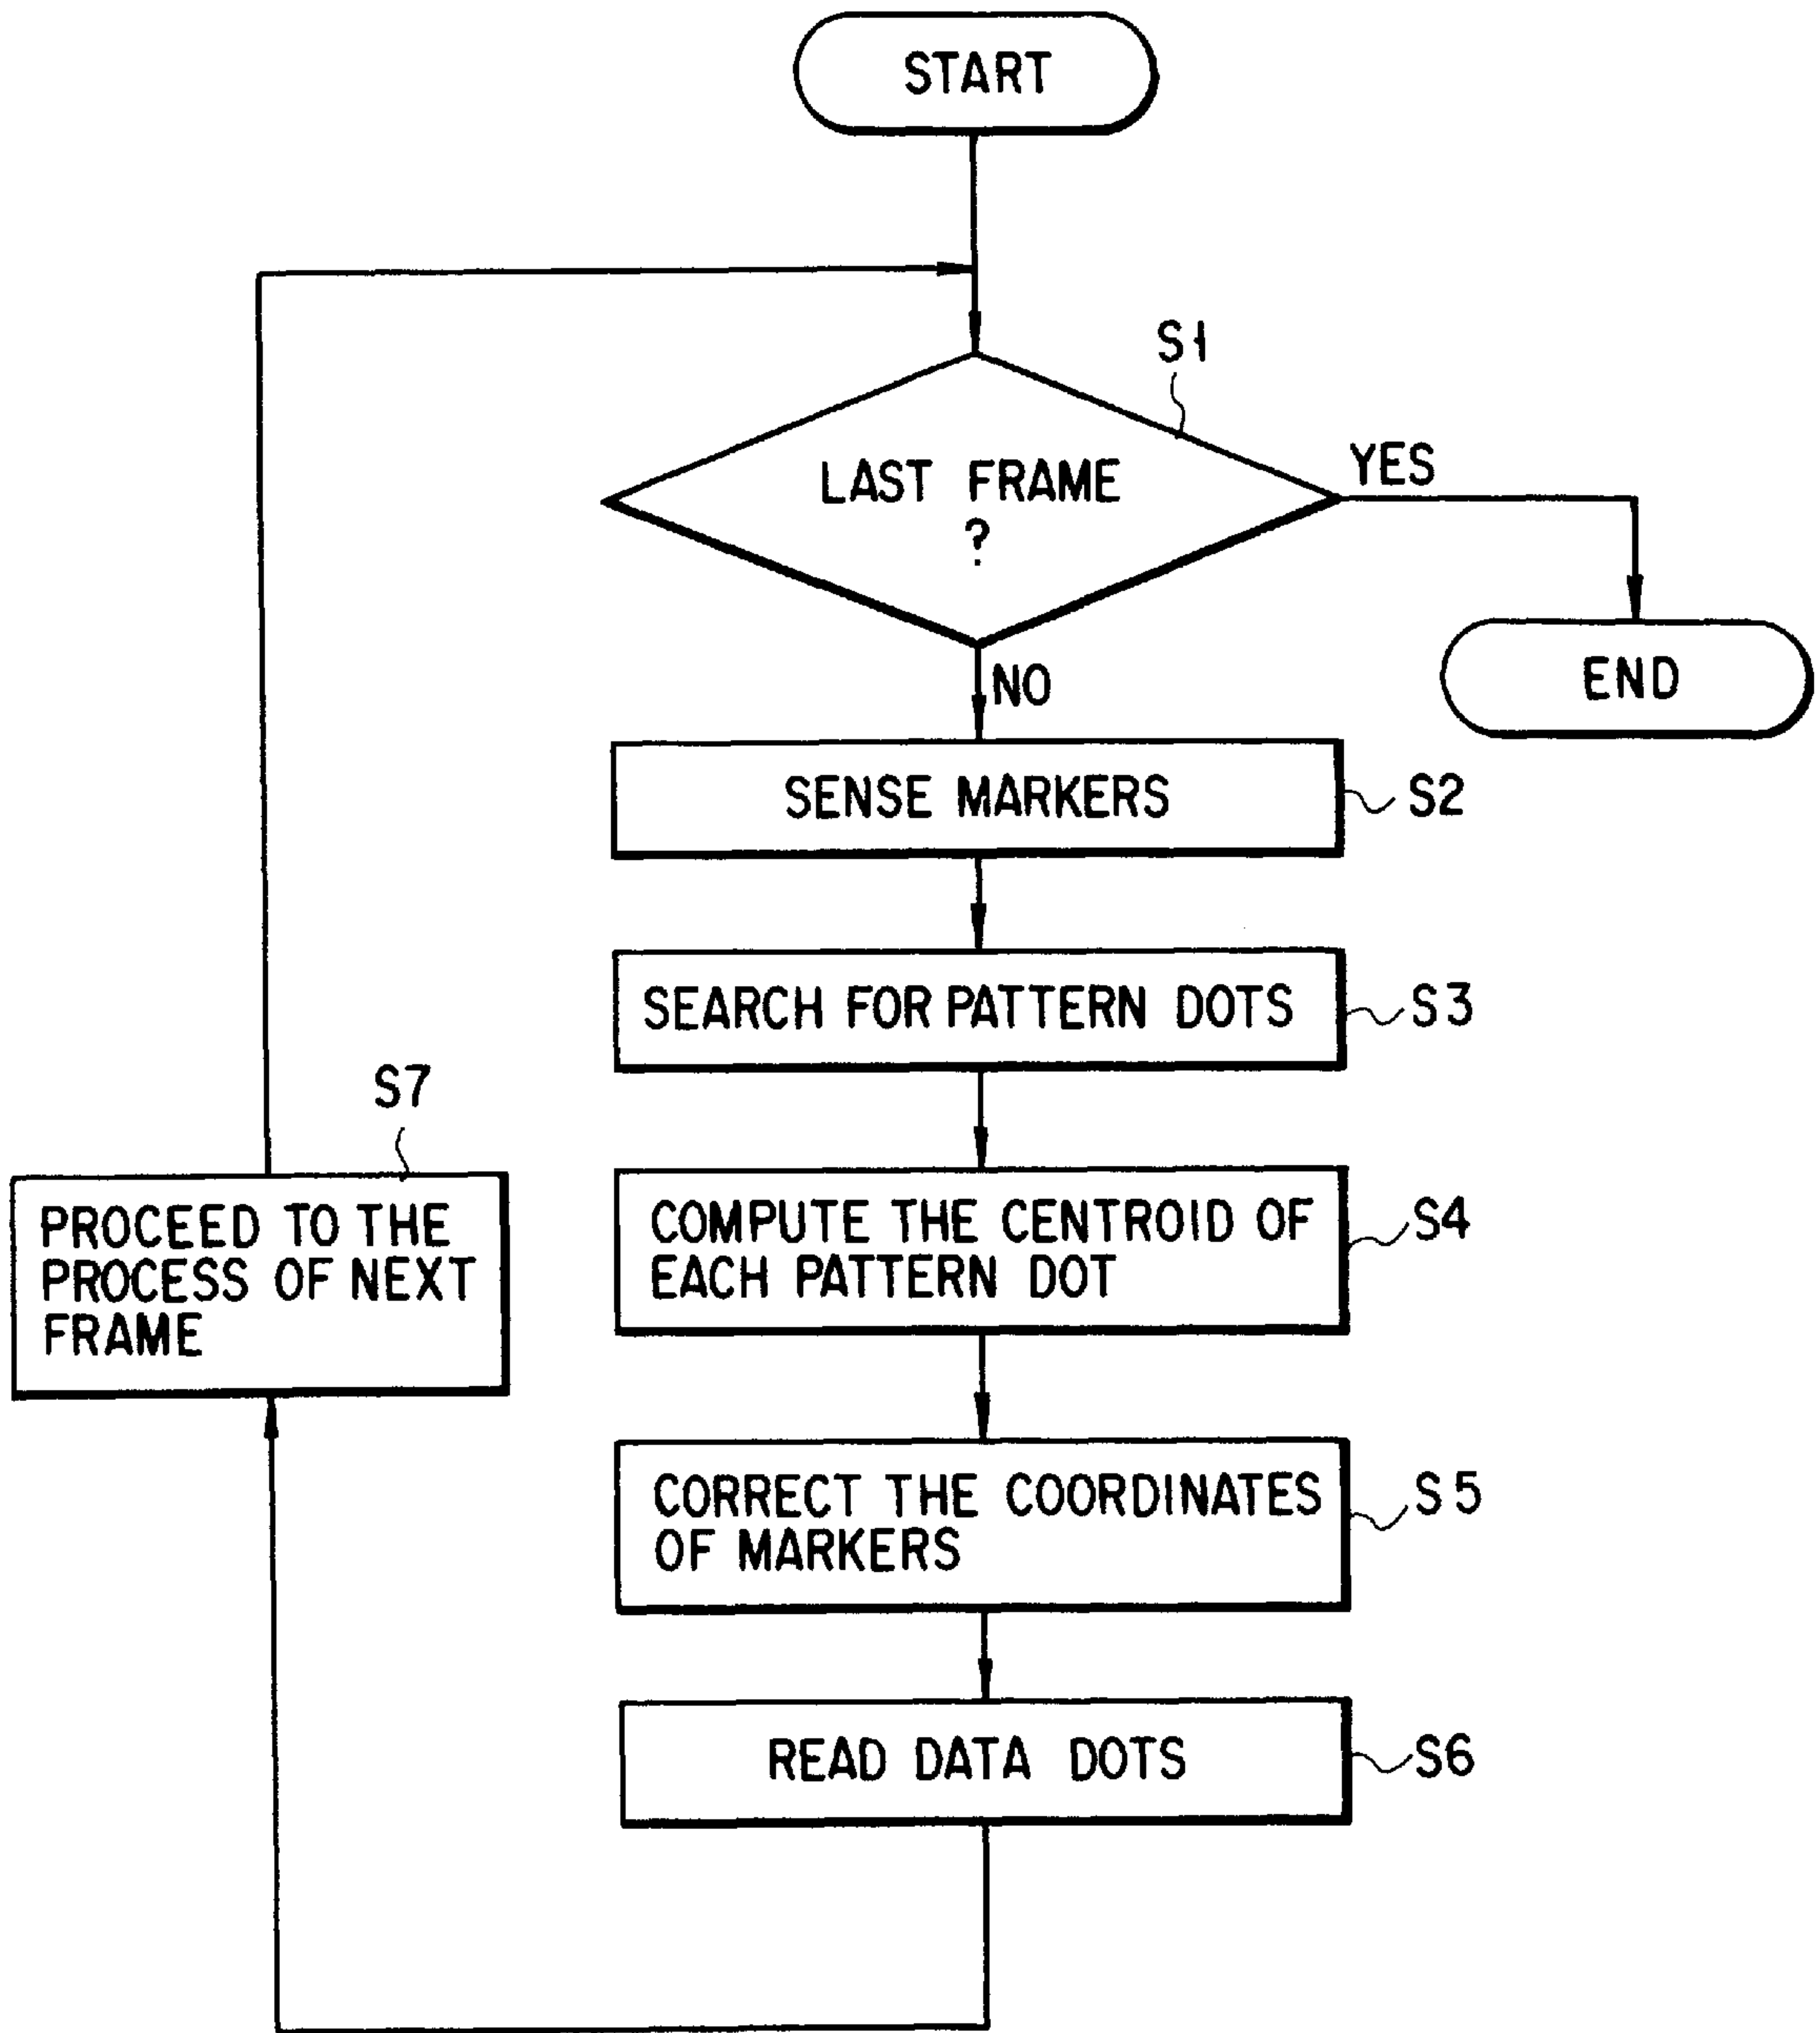 START
S1
LAST FRAME
?
YES
END
NO
SENSE MARKERS
S2
SEARCH FOR PATTERN DOTS
S3
COMPUTE THE CENTROID OF
EACH PATTERN DOT
S4
CORRECT THE COORDINATES
OF MARKERS
S5
READ DATA DOTS
S6
S7
PROCEED TO THE
PROCESS OF NEXT
FRAME